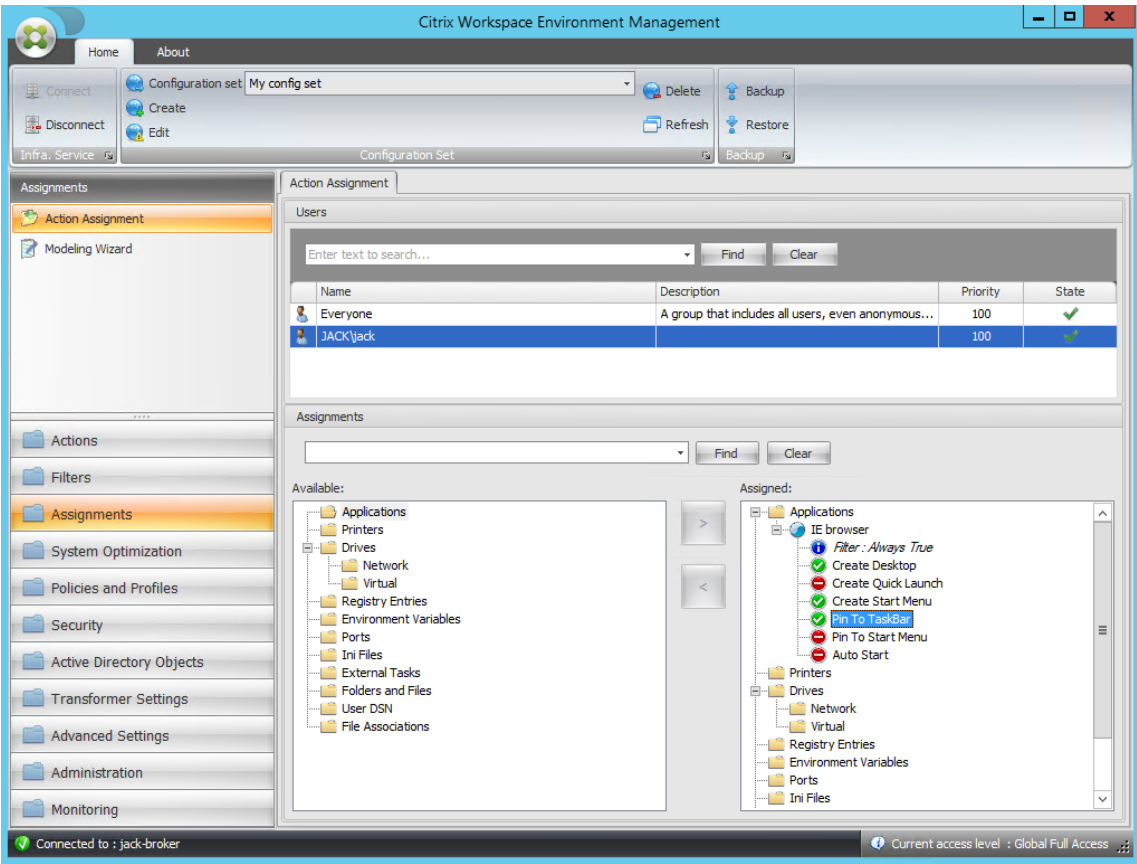 Citrix Workspace Environment Management
Home About
Connect
Disconnect
Infra. Service
Configuration set My config set
Create
Edit
Delete
Refresh
Configuration Set
Backup
Restore
Backup
Assignments
Action Assignment
Modeling Wizard
Actions
Filters
Assignments
System Optimization
Policies and Profiles
Security
Active Directory Objects
Transformer Settings
Advanced Settings
Administration
Monitoring
Action Assignment
Users
Enter text to search... Find Clear
Name Description Priority State
Everyone A group that includes all users, even anonymous... 100
JACK\jack 100
Assignments
Find Clear
Available:
Applications
Printers
Drives
Network
Virtual
Registry Entries
Environment Variables
Ports
Ini Files
External Tasks
Folders and Files
User DSN
File Associations
>
<
Assigned:
Applications
IE browser
Filter : Always True
Create Desktop
Create Quick Launch
Create Start Menu
Pin To TaskBar
Pin To Start Menu
Auto Start
Printers
Drives
Network
Virtual
Registry Entries
Environment Variables
Ports
Ini Files
Connected to : jack-broker
Current access level : Global Full Access